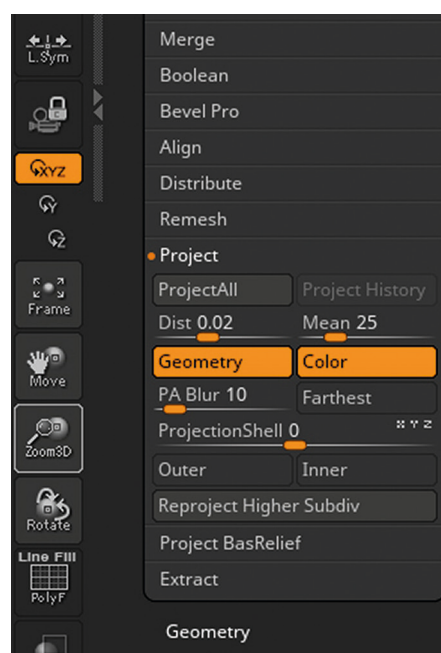 L.Sym
XYZ
Y
Z
Frame
Move
Zoom3D
Rotate
Line Fill
PolyF
Merge
Boolean
Bevel Pro
Align
Distribute
Remesh
Project
ProjectAll Project History
Dist 0.02 Mean 25
Geometry Color
PA Blur 10 Farthest
ProjectionShell 0 X Y Z
Outer Inner
Reproject Higher Subdiv
Project BasRelief
Extract
Geometry